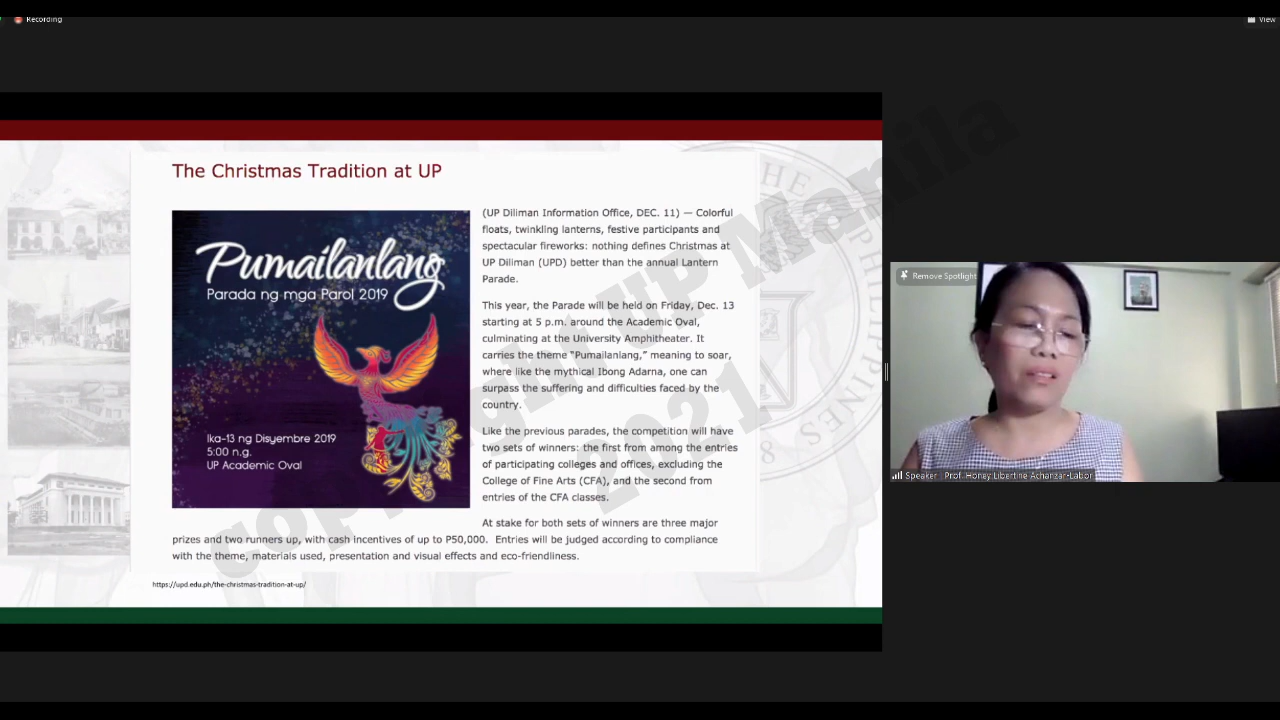 Recording
View
The Christmas Tradition at UP
Pumailanlang
Parada ng mga Parol 2019
Ika-13 ng Disyembre 2019
5:00 n.g.
UP Academic Oval
(UP Diliman Information Office, DEC. 11) — Colorful
floats, twinkling lanterns, festive participants and
spectacular fireworks: nothing defines Christmas at
UP Diliman (UPD) better than the annual Lantern
Parade.
This year, the Parade will be held on Friday, Dec. 13
starting at 5 p.m. around the Academic Oval,
culminating at the University Amphitheater. It
carries the theme “Pumailanlang,” meaning to soar,
where like the mythical Ibong Adarna, one can
surpass the suffering and difficulties faced by the
country.
Like the previous parades, the competition will have
two sets of winners: the first from among the entries
of participating colleges and offices, excluding the
College of Fine Arts (CFA), and the second from
entries of the CFA classes.
At stake for both sets of winners are three major
prizes and two runners up, with cash incentives of up to P50,000. Entries will be judged according to compliance
with the theme, materials used, presentation and visual effects and eco-friendliness.
https://upd.edu.ph/the-christmas-tradition-at-up/
Remove Spotlight
Speaker | Prof. Honey Libertine Achanzar-Labor
UP Manila
2021